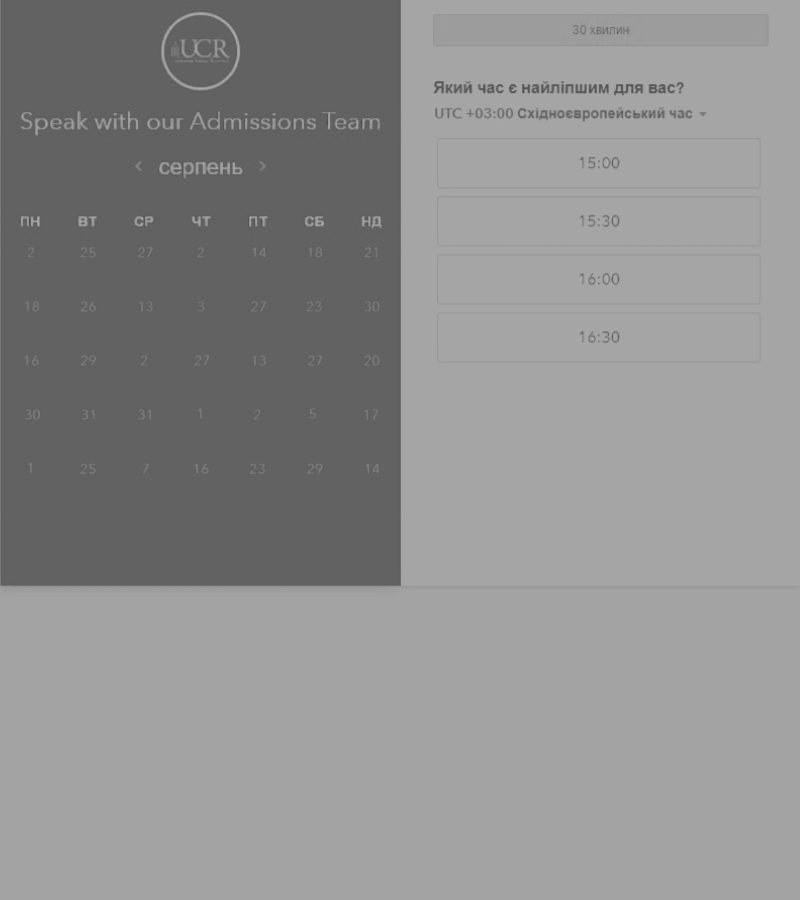 UCR
Speak with our Admissions Team
серпень
ПН ВТ СР ЧТ ПТ СБ НД
2 25 27 2 14 18 21
18 26 13 3 27 23 30
16 29 2 27 13 27 20
30 31 31 1 2 5 17
1 25 7 16 23 29 14
30 хвилин
Який час є найліпшим для вас?
UTC +03:00 Східноєвропейський час
15:00
15:30
16:00
16:30